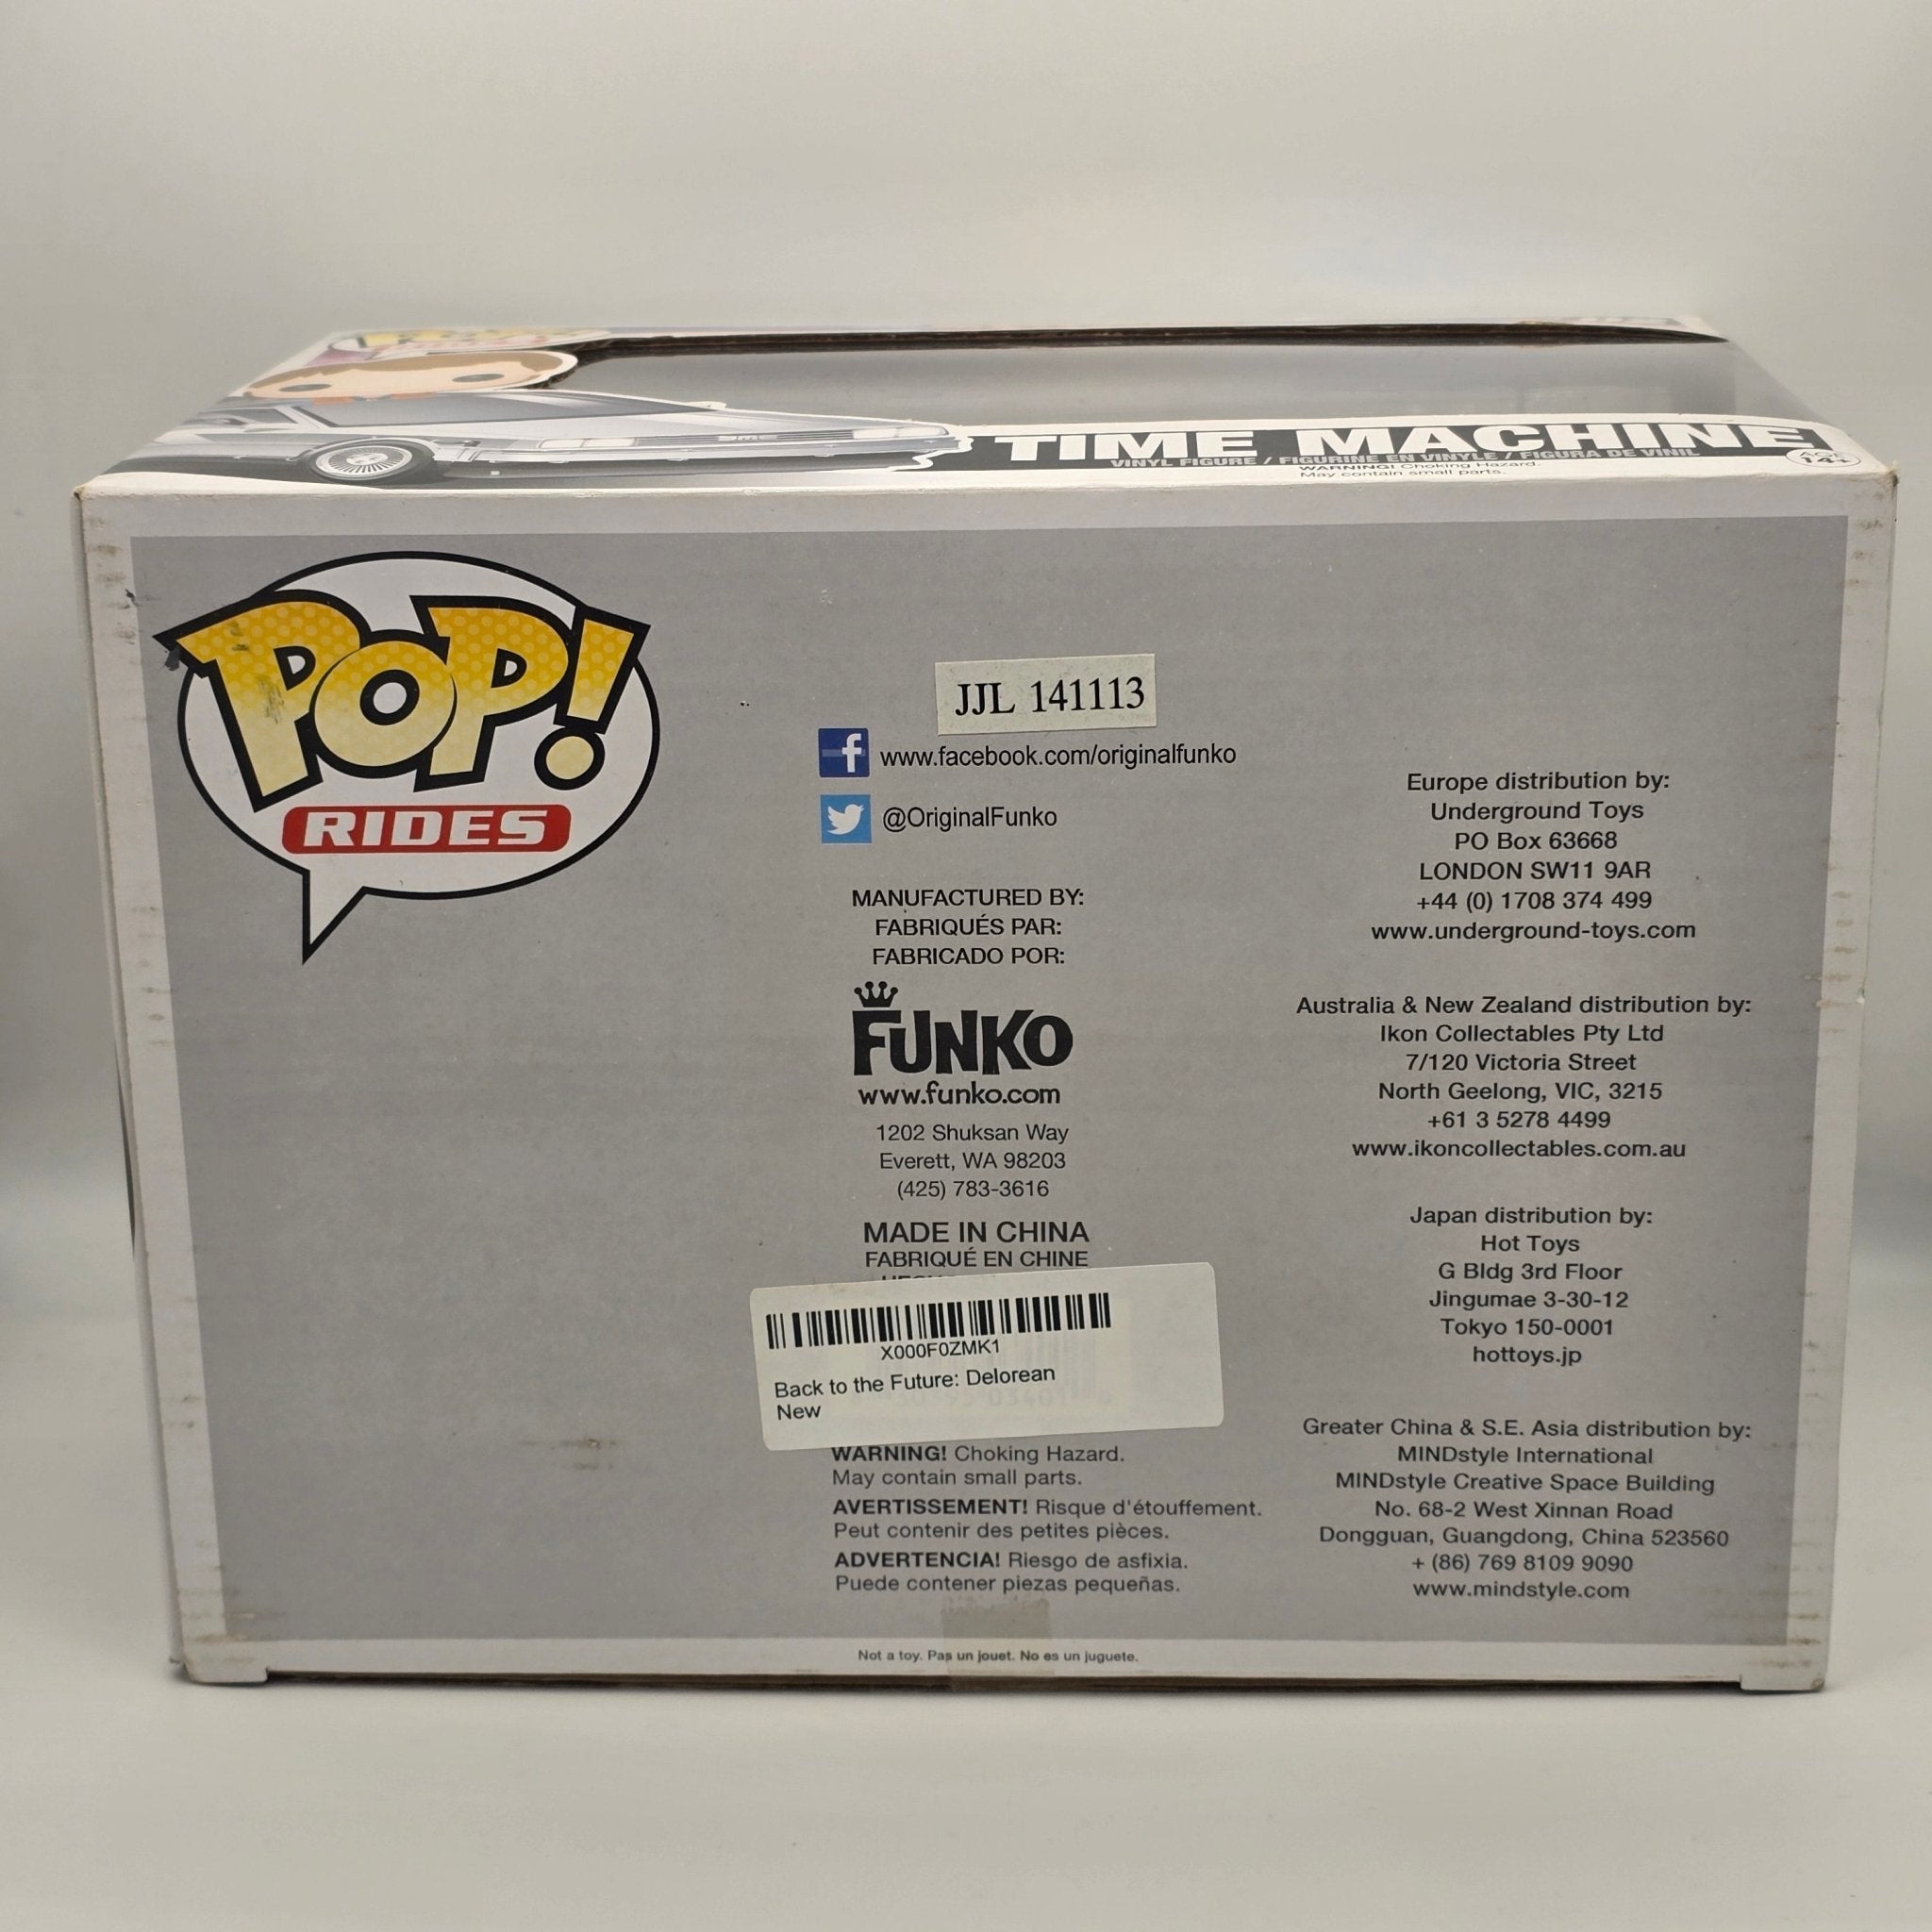 TIME MACHINE
VINYL FIGURE / FIGURINE EN VINYLE / FIGURA DE VINIL
WARNING! Choking Hazard.
May contain small parts.
AGE
14+
DMC
POP!
RIDES
JJL 141113
www.facebook.com/originalfunko
@OriginalFunko
MANUFACTURED BY:
FABRIQUÉS PAR:
FABRICADO POR:
FUNKO
www.funko.com
1202 Shuksan Way
Everett, WA 98203
(425) 783-3616
MADE IN CHINA
FABRIQUÉ EN CHINE
X000F0ZMK1
Back to the Future: Delorean
New
WARNING! Choking Hazard.
May contain small parts.
AVERTISSEMENT! Risque d'étouffement.
Peut contenir des petites pièces.
ADVERTENCIA! Riesgo de asfixia.
Puede contener piezas pequeñas.
Europe distribution by:
Underground Toys
PO Box 63668
LONDON SW11 9AR
+44 (0) 1708 374 499
www.underground-toys.com
Australia & New Zealand distribution by:
Ikon Collectables Pty Ltd
7/120 Victoria Street
North Geelong, VIC, 3215
+61 3 5278 4499
www.ikoncollectables.com.au
Japan distribution by:
Hot Toys
G Bldg 3rd Floor
Jingumae 3-30-12
Tokyo 150-0001
hottoys.jp
Greater China & S.E. Asia distribution by:
MINDstyle International
MINDstyle Creative Space Building
No. 68-2 West Xinnan Road
Dongguan, Guangdong, China 523560
+ (86) 769 8109 9090
www.mindstyle.com
Not a toy. Pas un jouet. No es un juguete.